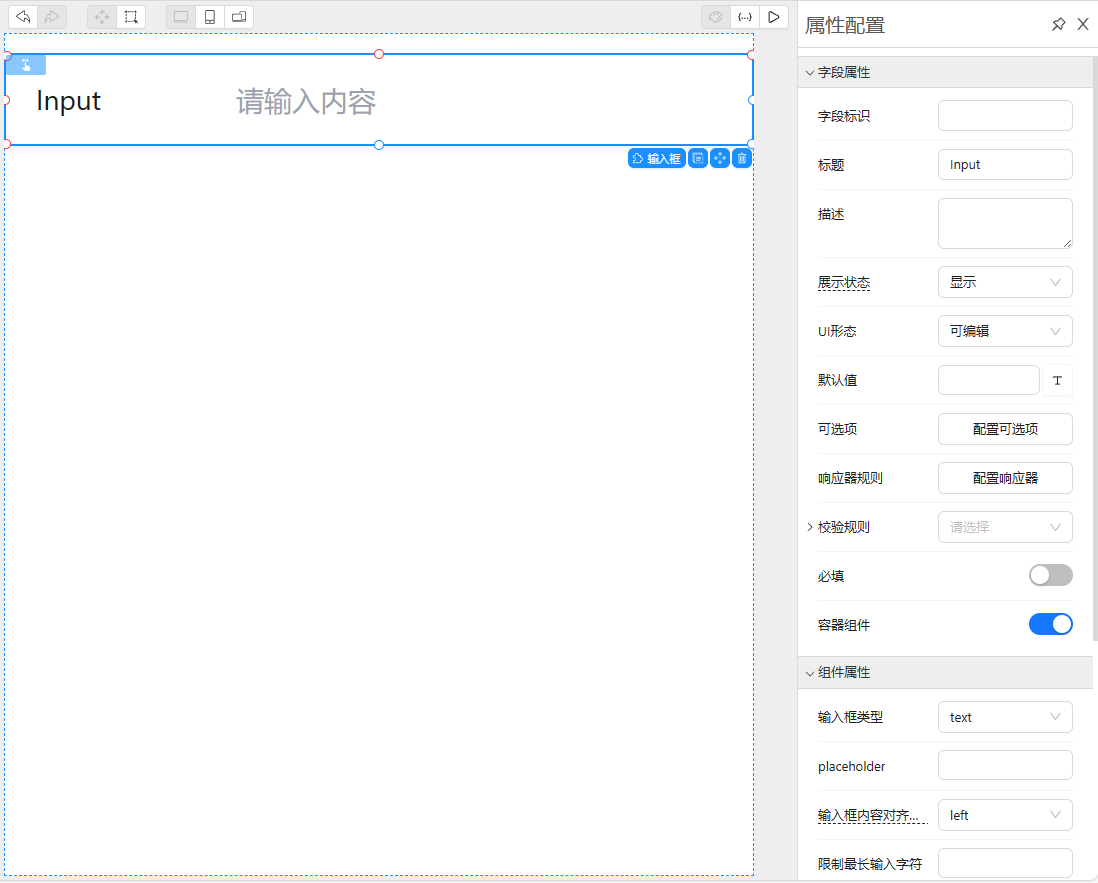 属性配置
Input
请输入内容
输入框
字段属性
字段标识
标题
Input
描述
展示状态
显示
UI形态
可编辑
默认值
T
可选项
配置可选项
响应器规则
配置响应器
校验规则
请选择
必填
容器组件
组件属性
输入框类型
text
placeholder
输入框内容对齐...
left
限制最长输入字符